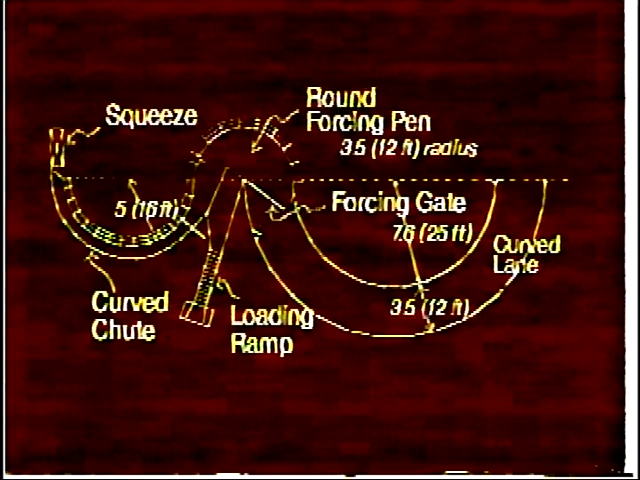 Squeeze
Round
Forcing Pen
3.5 (12 ft) radius
5 (16 ft)
Forcing Gate
7.6 (25 ft)
Curved
Lane
3.5 (12 ft)
Curved
Chute
Loading
Ramp